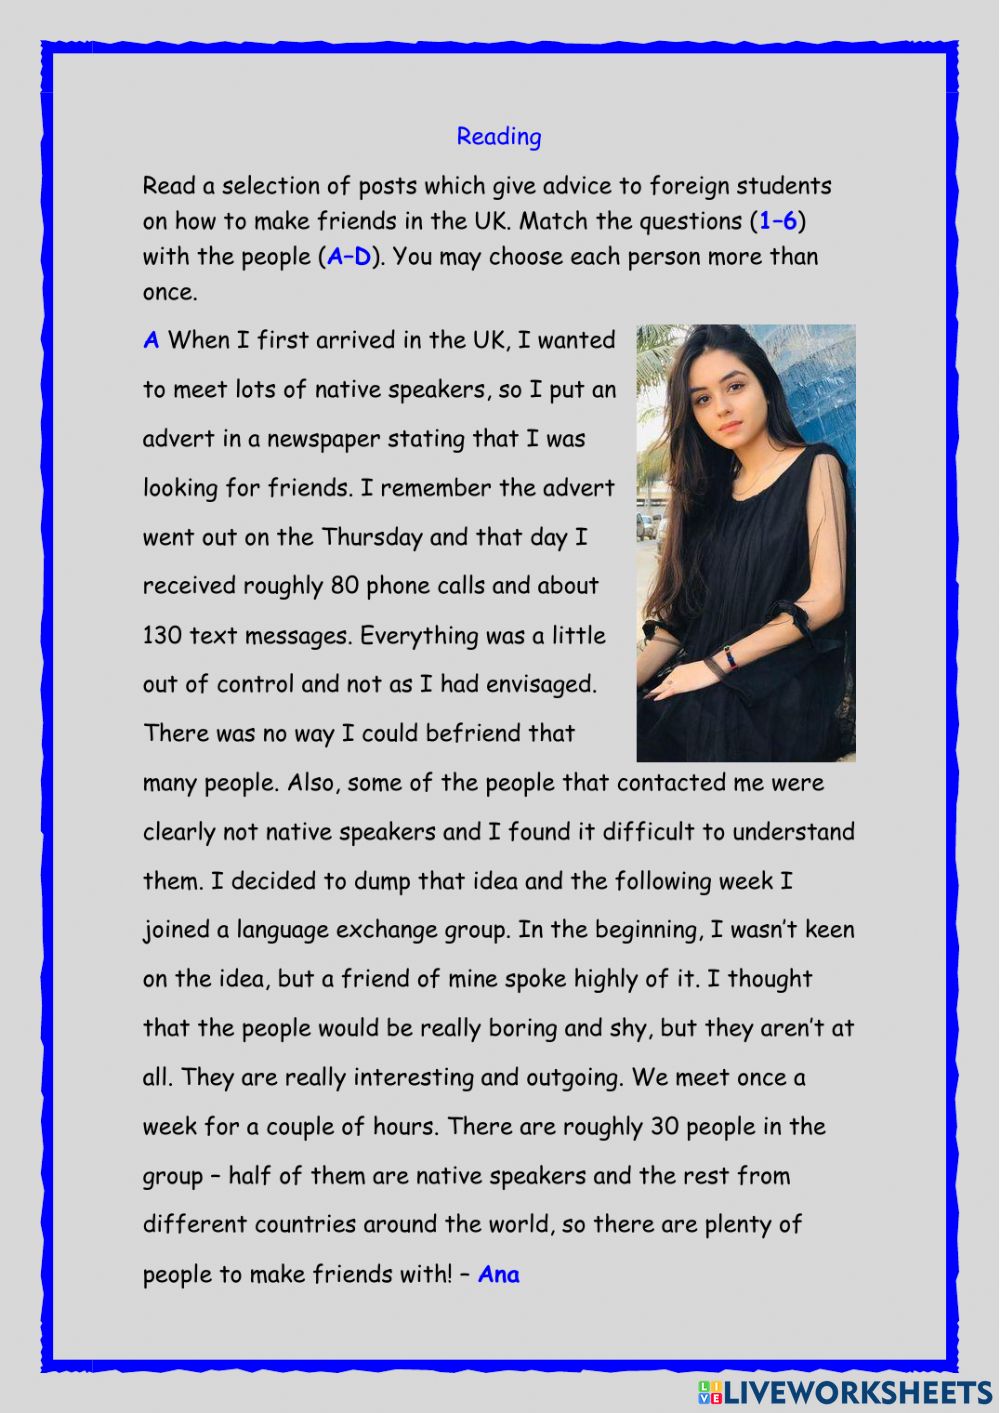 Reading
Read a selection of posts which give advice to foreign students
on how to make friends in the UK. Match the questions (1–6)
with the people (A–D). You may choose each person more than
once.
A When I first arrived in the UK, I wanted
to meet lots of native speakers, so I put an
advert in a newspaper stating that I was
looking for friends. I remember the advert
went out on the Thursday and that day I
received roughly 80 phone calls and about
130 text messages. Everything was a little
out of control and not as I had envisaged.
There was no way I could befriend that
many people. Also, some of the people that contacted me were
clearly not native speakers and I found it difficult to understand
them. I decided to dump that idea and the following week I
joined a language exchange group. In the beginning, I wasn't keen
on the idea, but a friend of mine spoke highly of it. I thought
that the people would be really boring and shy, but they aren't at
all. They are really interesting and outgoing. We meet once a
week for a couple of hours. There are roughly 30 people in the
group – half of them are native speakers and the rest from
different countries around the world, so there are plenty of
people to make friends with! – Ana
LIVE LIVEWORKSHEETS